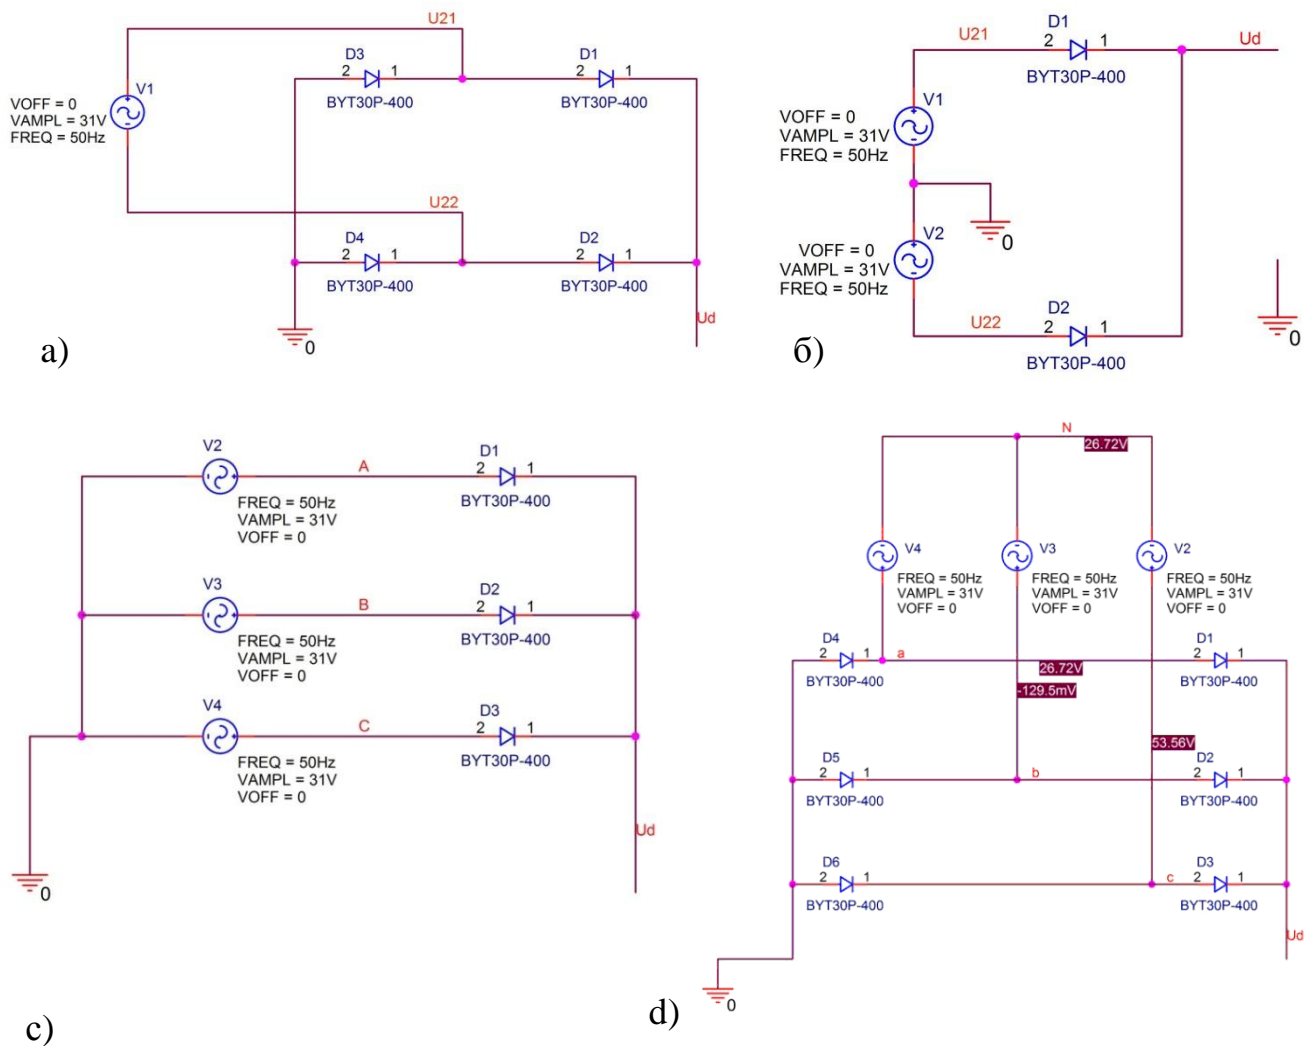 U21
D3
D1
2
1
2
1
V1
BYT30P-400
BYT30P-400
VOFF = 0
VAMPL = 31V
FREQ = 50Hz
U22
D4
D2
2
1
2
1
BYT30P-400
BYT30P-400
Ud
0
а)
D1
U21
2
1
Ud
BYT30P-400
V1
VOFF = 0
VAMPL = 31V
FREQ = 50Hz
0
V2
VOFF = 0
VAMPL = 31V
FREQ = 50Hz
D2
U22
2
1
BYT30P-400
0
б)
V2
A
D1
2
1
BYT30P-400
FREQ = 50Hz
VAMPL = 31V
VOFF = 0
V3
B
D2
2
1
BYT30P-400
FREQ = 50Hz
VAMPL = 31V
VOFF = 0
V4
C
D3
2
1
BYT30P-400
FREQ = 50Hz
VAMPL = 31V
VOFF = 0
Ud
0
c)
N
26.72V
V4
V3
V2
FREQ = 50Hz
VAMPL = 31V
VOFF = 0
FREQ = 50Hz
VAMPL = 31V
VOFF = 0
FREQ = 50Hz
VAMPL = 31V
VOFF = 0
D4
2
1
a
D1
2
1
BYT30P-400
26.72V
BYT30P-400
-129.5mV
53.56V
D5
2
1
b
D2
2
1
BYT30P-400
BYT30P-400
D6
2
1
c
D3
2
1
BYT30P-400
BYT30P-400
Ud
0
d)